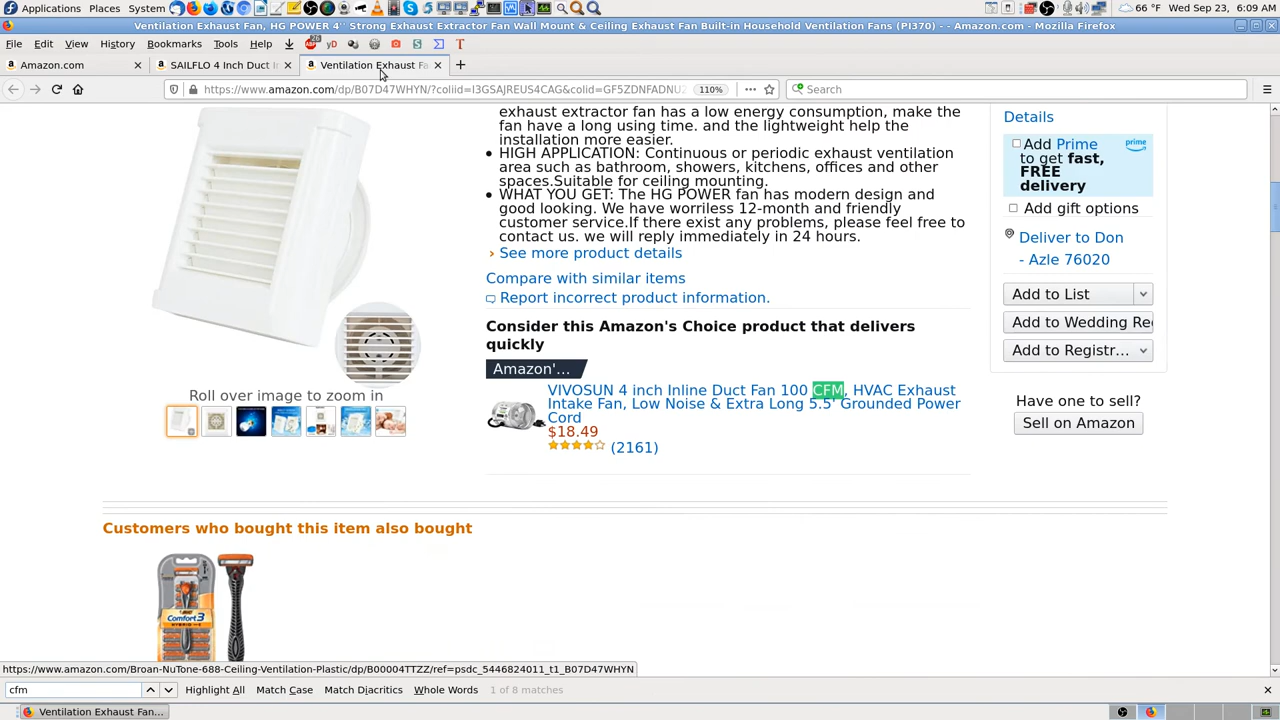 Applications Places System 66 °F Wed Sep 23, 6:09 AM
Ventilation Exhaust Fan, HG POWER 4'' Strong Exhaust Extractor Fan Wall Mount & Ceiling Exhaust Fan Built-in Household Ventilation Fans (PI370) - - Amazon.com - Mozilla Firefox
File Edit View History Bookmarks Tools Help
Amazon.com SAILFLO 4 Inch Duct Ventilation Exhaust Fa
https://www.amazon.com/dp/B07D47WHYN/?coliid=I3GSAJREUS4CAG&colid=GF5ZDNFADNU 110% Search
exhaust extractor fan has a low energy consumption, make the
fan have a long using time. and the lightweight help the
installation more easier.
HIGH APPLICATION: Continuous or periodic exhaust ventilation
area such as bathroom, showers, kitchens, offices and other
spaces.Suitable for ceiling mounting.
WHAT YOU GET: The HG POWER fan has modern design and
good looking. We have worriless 12-month and friendly
customer service.If there exist any problems, please feel free to
contact us. we will reply immediately in 24 hours.
› See more product details
Compare with similar items
Report incorrect product information.
Consider this Amazon's Choice product that delivers
quickly
Amazon'...
VIVOSUN 4 inch Inline Duct Fan 100 CFM, HVAC Exhaust
Intake Fan, Low Noise & Extra Long 5.5' Grounded Power
Cord
$18.49
(2161)
Roll over image to zoom in
Details
Add Prime
to get fast,
FREE
delivery
prime
Add gift options
Deliver to Don
- Azle 76020
Add to List
Add to Wedding Re
Add to Registr...
Have one to sell?
Sell on Amazon
Customers who bought this item also bought
Comfort3
https://www.amazon.com/Broan-NuTone-688-Ceiling-Ventilation-Plastic/dp/B00004TTZZ/ref=psdc_5446824011_t1_B07D47WHYN
cfm Highlight All Match Case Match Diacritics Whole Words 1 of 8 matches
Ventilation Exhaust Fan...